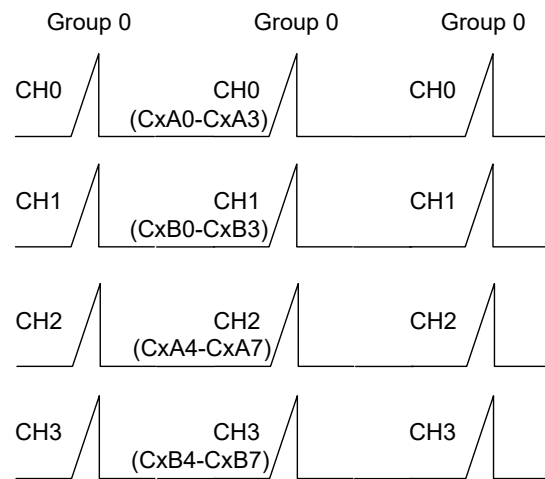 Group 0 Group 0 Group 0
CH0 CH0 CH0
(CxA0-CxA3)
CH1 CH1 CH1
(CxB0-CxB3)
CH2 CH2 CH2
(CxA4-CxA7)
CH3 CH3 CH3
(CxB4-CxB7)